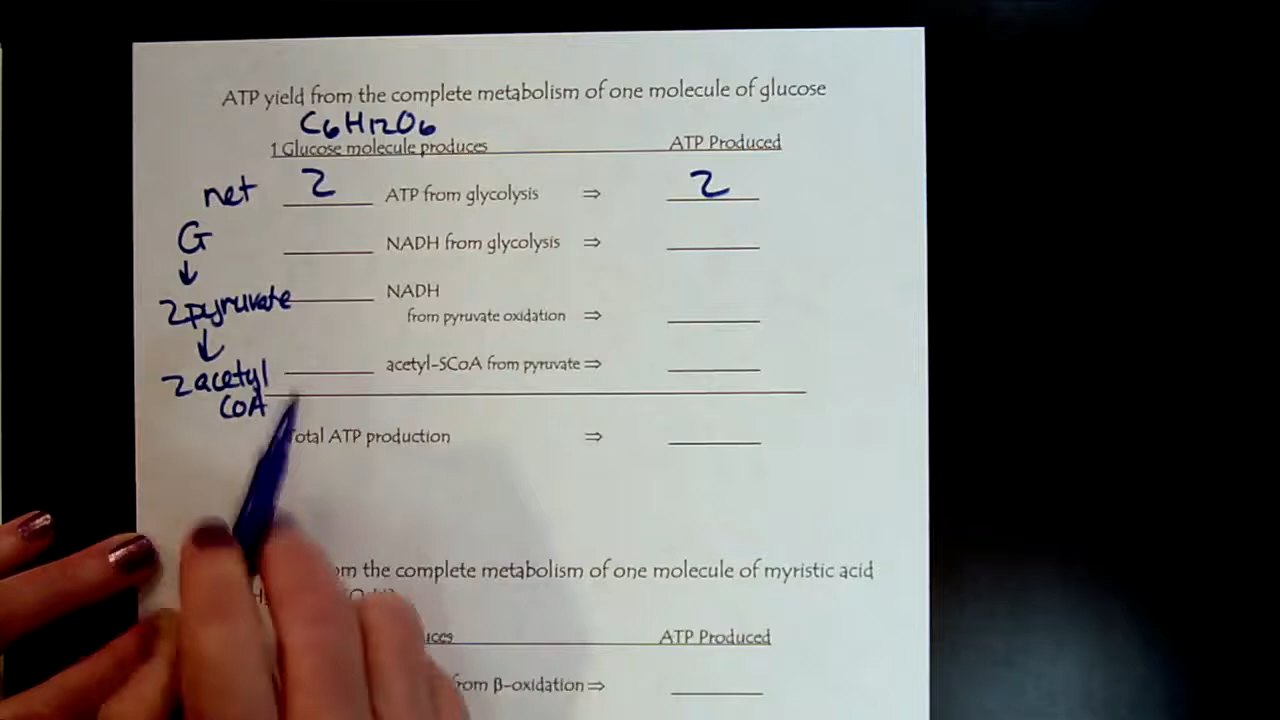 ATP yield from the complete metabolism of one molecule of glucose
C6H12O6
1 Glucose molecule produces ATP Produced
net 2 ATP from glycolysis ⇒ 2
G
NADH from glycolysis ⇒
↓
2 pyruvate NADH
from pyruvate oxidation ⇒
↓
2 acetyl acetyl-SCoA from pyruvate ⇒
CoA
Total ATP production ⇒
the complete metabolism of one molecule of myristic acid
ATP Produced
from β-oxidation ⇒